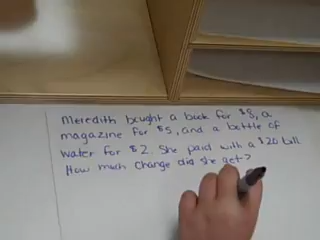 Meredith bought a book for $8, a
magazine for $5, and a bottle of
water for $2. She paid with a $20 bill.
How much change did she get?